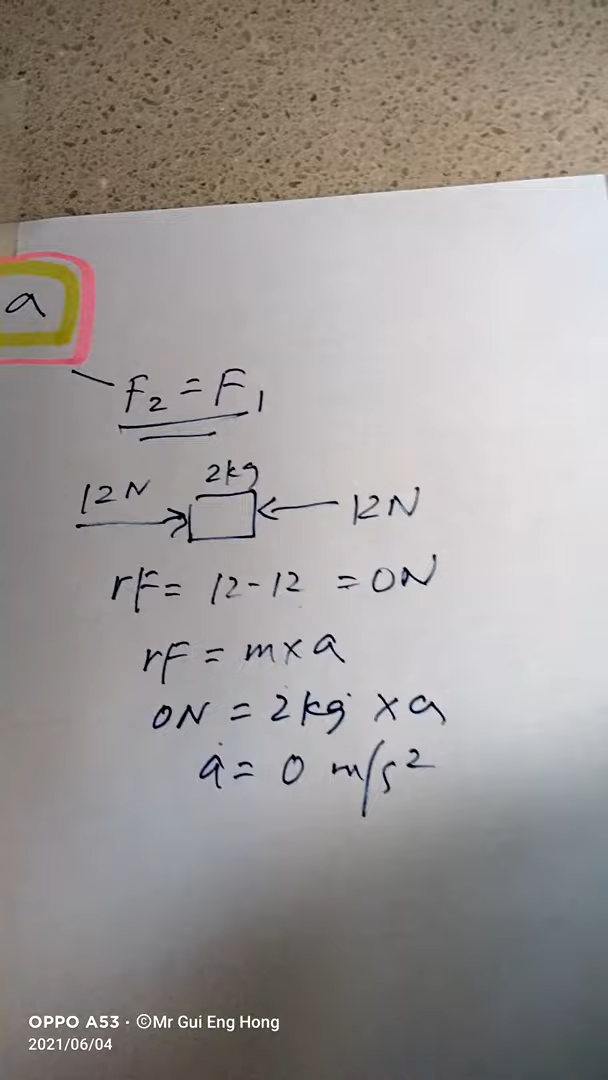 a
F₂ = F₁
2kg
12N
12N
rF = 12 - 12 = 0N
rF = m x a
0N = 2kg x a
a = 0 m/s²
OPPO A53 · ©Mr Gui Eng Hong
2021/06/04